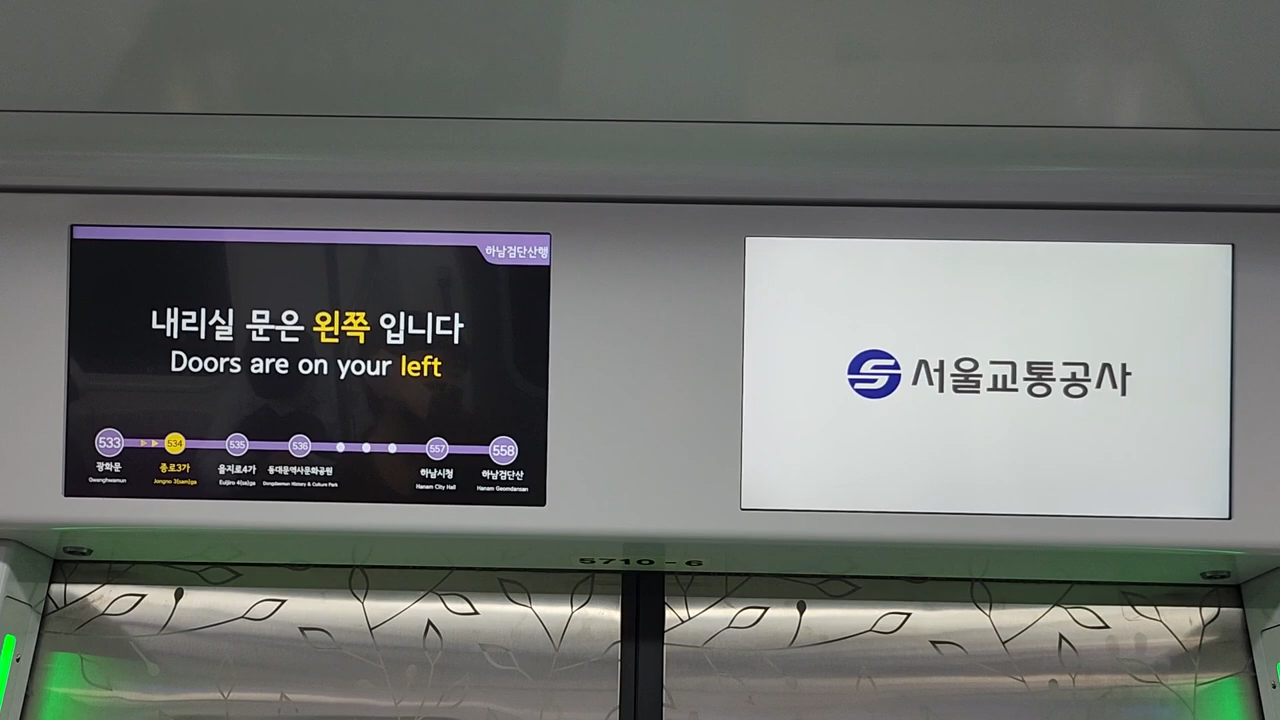 하남검단산행
내리실 문은 왼쪽 입니다
Doors are on your left
533 534 535 536 557 558
광화문 종로3가 을지로4가 동대문역사문화공원 하남시청 하남검단산
Gwanghwamun Jongno 3(sam)ga Euljiro 4(sa)ga Dongdaemun History & Culture Park Hanam City Hall Hanam Geomdansan
서울교통공사
5710-6